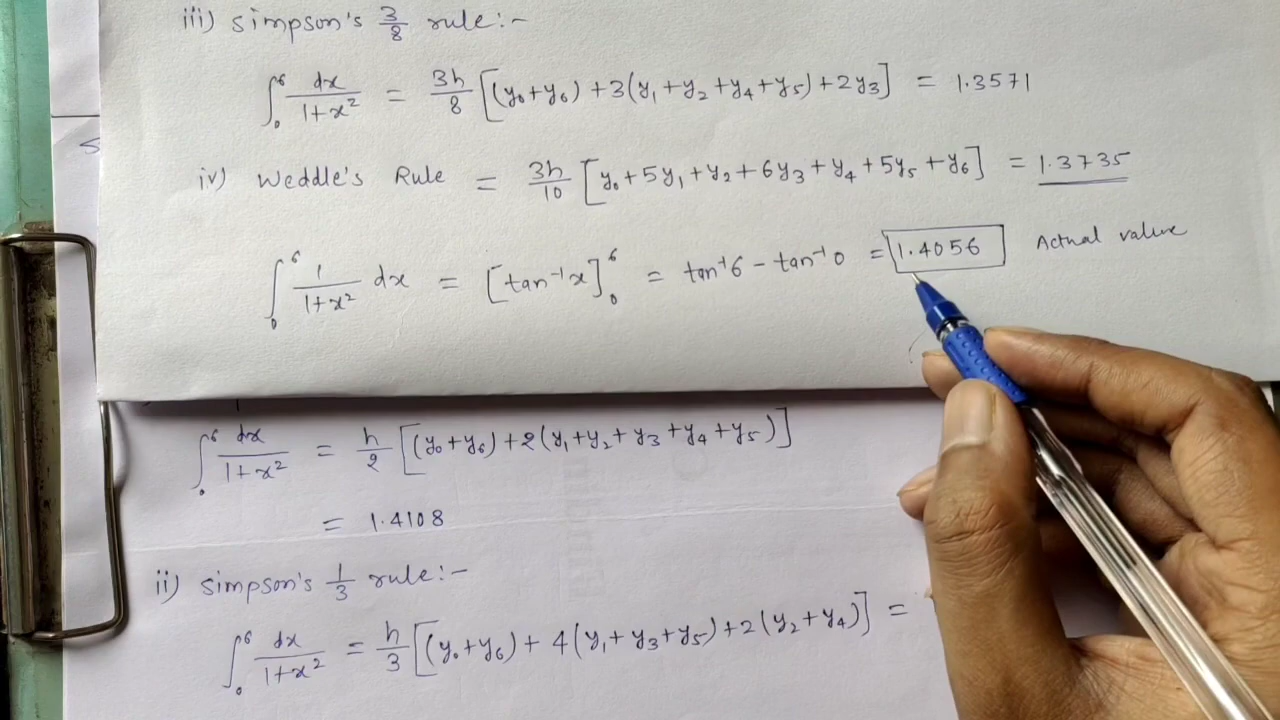 iii) Simpson's 3/8 rule:-
∫₀⁶ dx/(1+x²) = 3h/8 [(y₀+y₆) + 3(y₁+y₂+y₄+y₅) + 2y₃] = 1.3571
iv) Weddle's Rule = 3h/10 [y₀+5y₁+y₂+6y₃+y₄+5y₅+y₆] = 1.3735
∫₀⁶ 1/(1+x²) dx = [tan⁻¹x]₀⁶ = tan⁻¹6 - tan⁻¹0 = 1.4056 Actual value
∫₀⁶ dx/(1+x²) = h/2 [(y₀+y₆)+2(y₁+y₂+y₃+y₄+y₅)]
= 1.4108
ii) Simpson's 1/3 rule:-
∫₀⁶ dx/(1+x²) = h/3 [(y₀+y₆) + 4(y₁+y₃+y₅)+2(y₂+y₄)] =